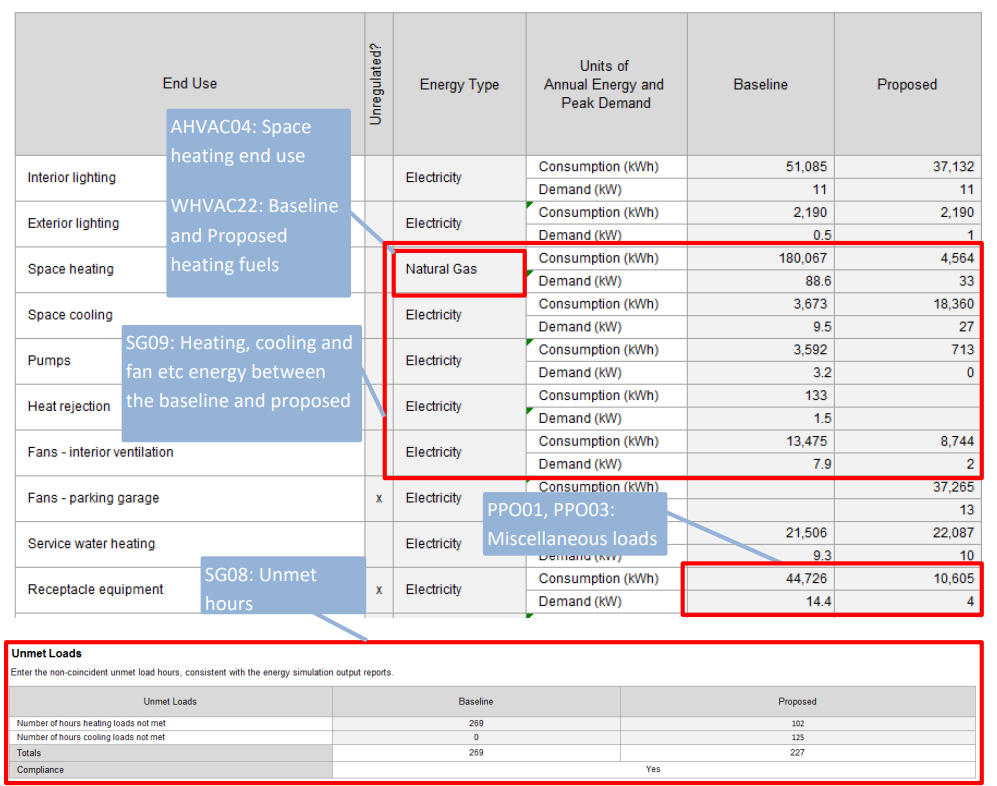 End Use
Unregulated?
Energy Type
Units of
Annual Energy and
Peak Demand
Baseline
Proposed
AHVAC04: Space
heating end use
WHVAC22: Baseline
and Proposed
heating fuels
Interior lighting
Electricity
Consumption (kWh) 51,085 37,132
Demand (kW) 11 11
Exterior lighting
Electricity
Consumption (kWh) 2,190 2,190
Demand (kW) 0.5 1
Space heating
Natural Gas
Consumption (kWh) 180,067 4,564
Demand (kW) 88.6 33
Space cooling
Electricity
Consumption (kWh) 3,673 18,360
Demand (kW) 9.5 27
SG09: Heating, cooling and
fan etc energy between
the baseline and proposed
Pumps
Electricity
Consumption (kWh) 3,592 713
Demand (kW) 3.2 0
Heat rejection
Electricity
Consumption (kWh) 133
Demand (kW) 1.5
Fans - interior ventilation
Electricity
Consumption (kWh) 13,475 8,744
Demand (kW) 7.9 2
Fans - parking garage
x
Electricity
Consumption (kWh) 37,265
13
PPO01, PPO03:
Miscellaneous loads
Service water heating
Electricity
21,506 22,087
Demand (kW) 9.3 10
SG08: Unmet
hours
Receptacle equipment
x
Electricity
Consumption (kWh) 44,726 10,605
Demand (kW) 14.4 4
Unmet Loads
Enter the non-coincident unmet load hours, consistent with the energy simulation output reports.
Unmet Loads Baseline Proposed
Number of hours heating loads not met 269 102
Number of hours cooling loads not met 0 125
Totals 269 227
Compliance Yes